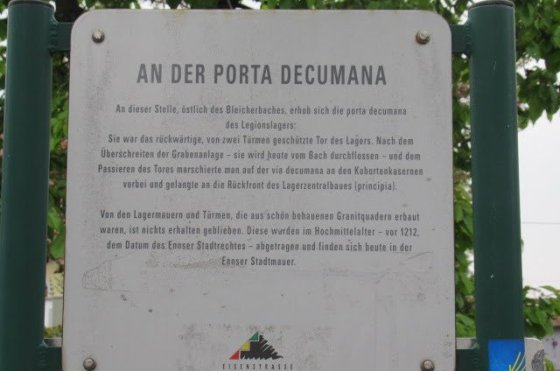 AN DER PORTA DECUMANA
An dieser Stelle, östlich des Bleicherbaches, erhob sich die porta decumana
des Legionslagers:
Sie war das rückwärtige, von zwei Türmen geschützte Tor des Lagers. Nach dem
Überschreiten der Grabenanlage – sie wird heute vom Bach durchflossen – und dem
Passieren des Tores marschierte man auf der via decumana an den Kohortenkasernen
vorbei und gelangte an die Rückfront des Lagerzentralbaues (principia).
Von den Lagermauern und Türmen, die aus schön behauenen Granitquadern erbaut
waren, ist nichts erhalten geblieben. Diese wurden im Hochmittelalter – vor 1212,
dem Datum des Ennser Stadtrechtes – abgetragen und finden sich heute in der
Ennser Stadtmauer.
EISENSTRASSE